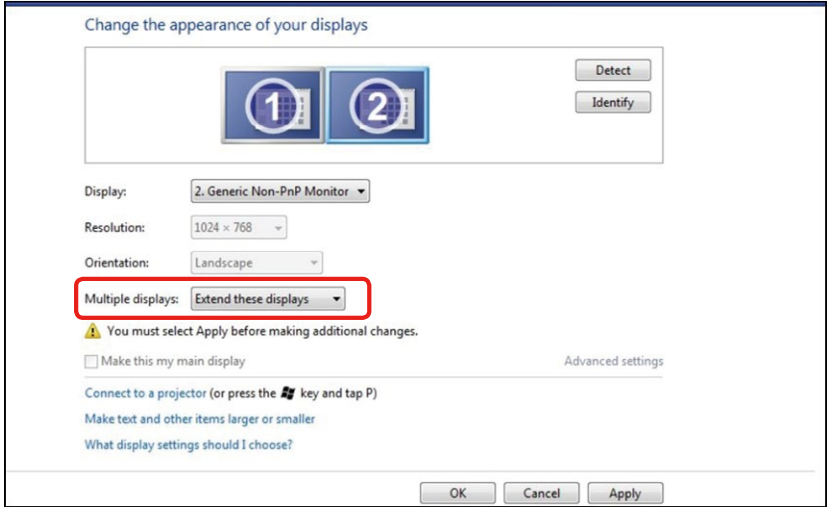 Change the appearance of your displays
1 2
Detect
Identify
Display: 2. Generic Non-PnP Monitor
Resolution: 1024 × 768
Orientation: Landscape
Multiple displays: Extend these displays
You must select Apply before making additional changes.
Make this my main display Advanced settings
Connect to a projector (or press the key and tap P)
Make text and other items larger or smaller
What display settings should I choose?
OK Cancel Apply